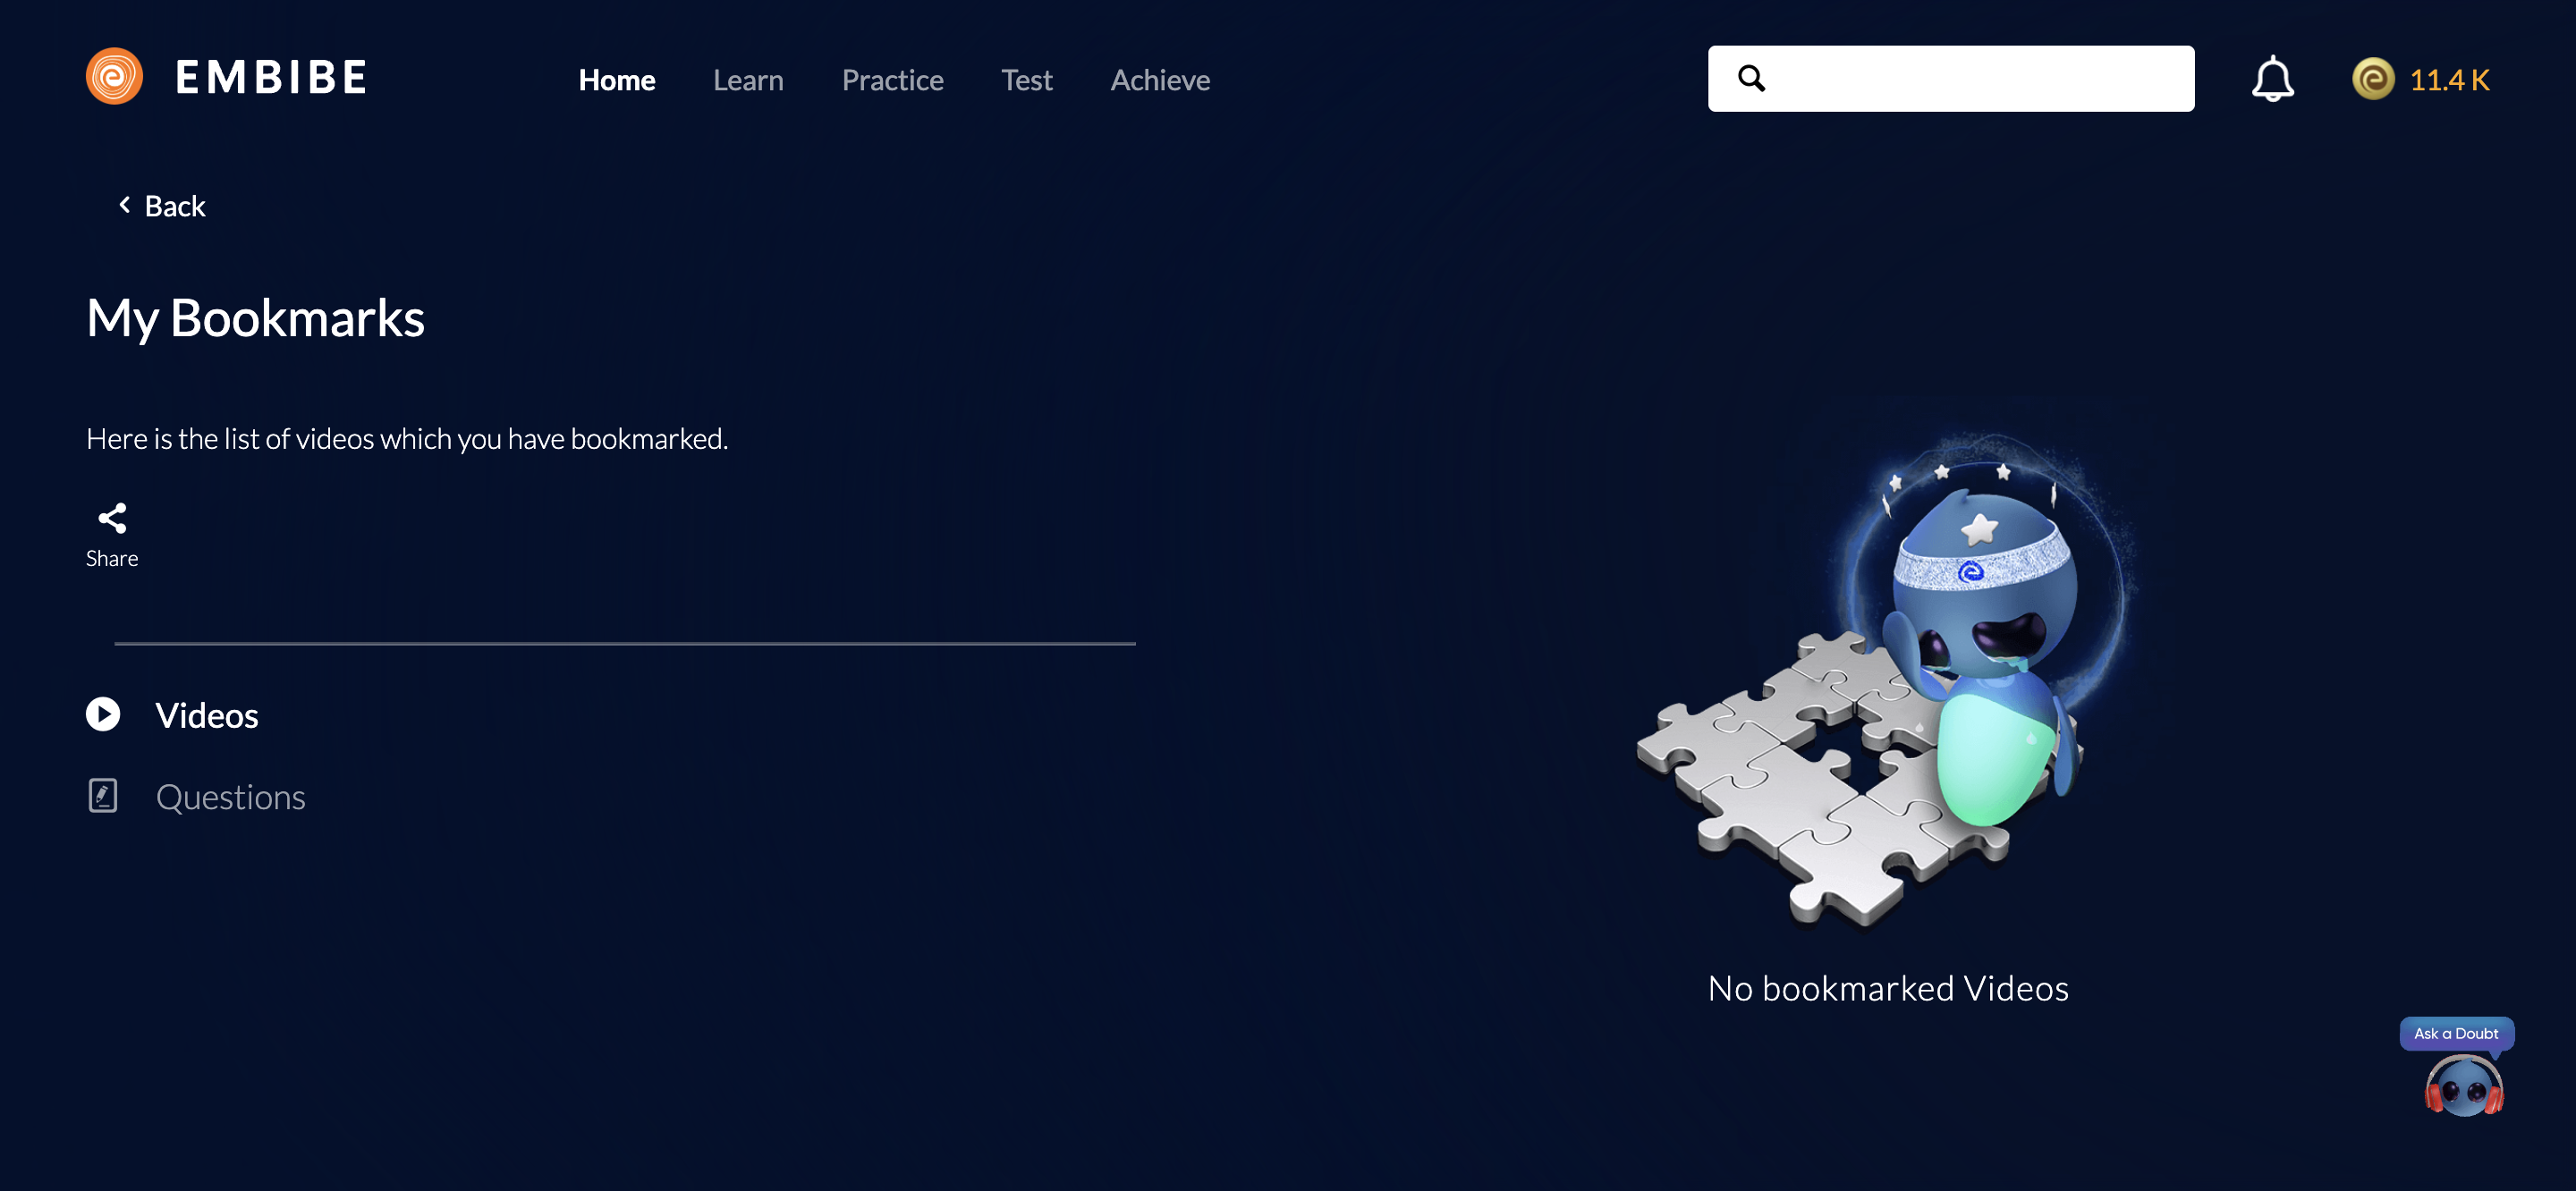 EMBIBE
Home
Learn
Practice
Test
Achieve
11.4 K
Back
My Bookmarks
Here is the list of videos which you have bookmarked.
Share
Videos
Questions
No bookmarked Videos
Ask a Doubt